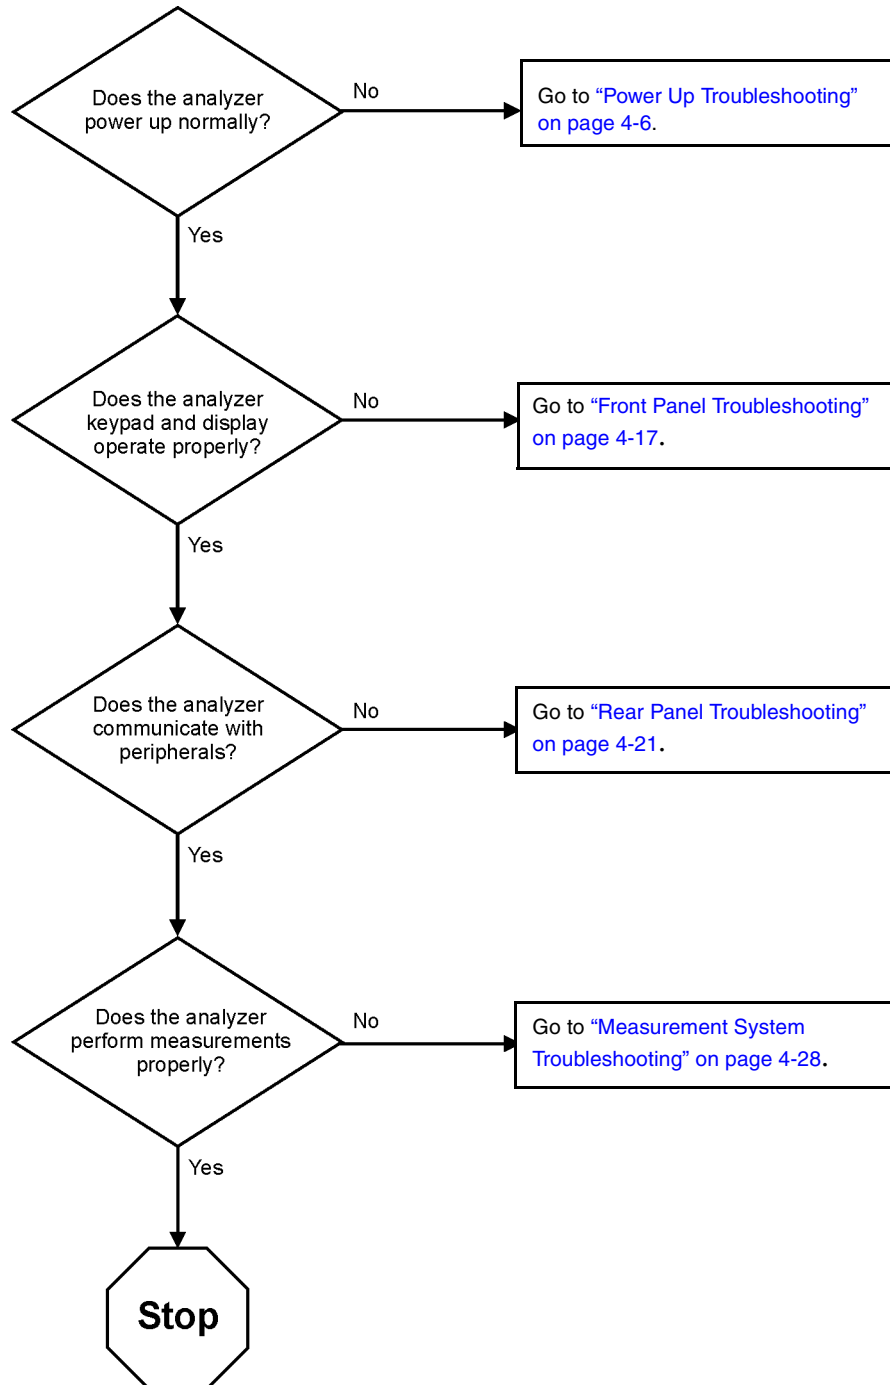 Does the analyzer
power up normally?
No
Go to “Power Up Troubleshooting”
on page 4-6.
Yes
Does the analyzer
keypad and display
operate properly?
No
Go to “Front Panel Troubleshooting”
on page 4-17.
Yes
Does the analyzer
communicate with
peripherals?
No
Go to “Rear Panel Troubleshooting”
on page 4-21.
Yes
Does the analyzer
perform measurements
properly?
No
Go to “Measurement System
Troubleshooting” on page 4-28.
Yes
Stop